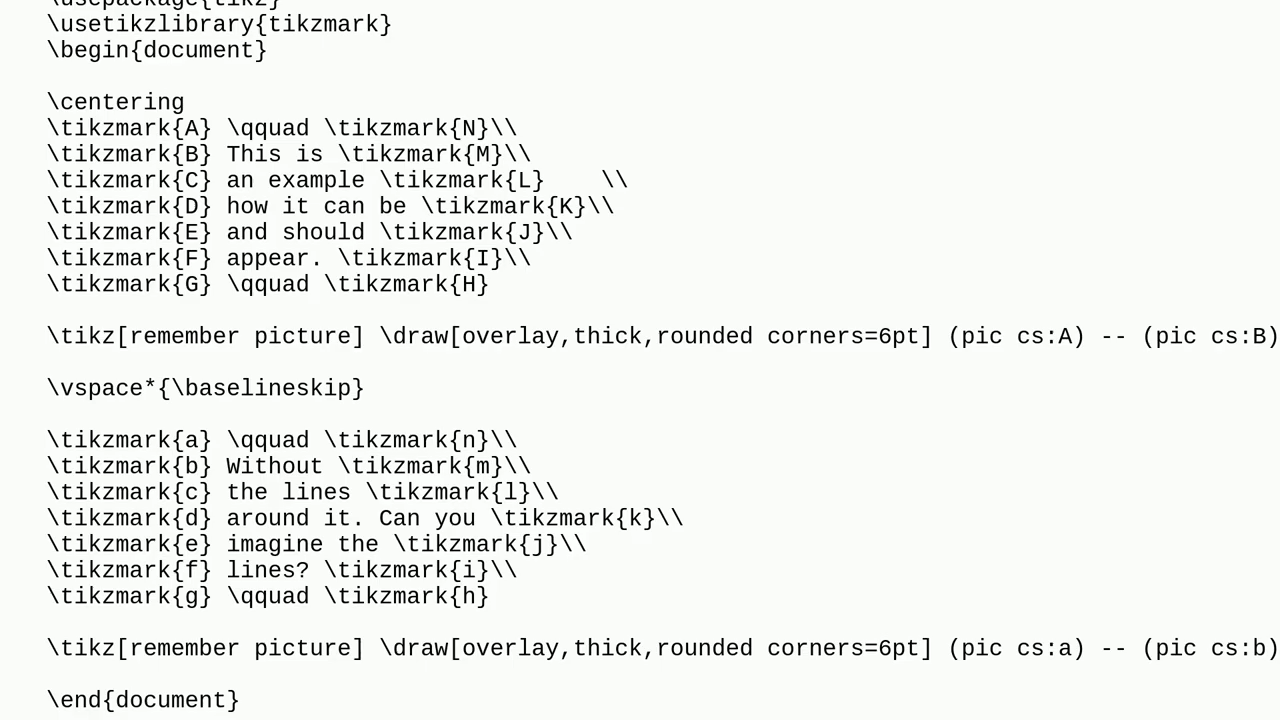 \usepackage{tikz}
\usetikzlibrary{tikzmark}
\begin{document}
\centering
\tikzmark{A} \qquad \tikzmark{N}\\
\tikzmark{B} This is \tikzmark{M}\\
\tikzmark{C} an example \tikzmark{L}    \\
\tikzmark{D} how it can be \tikzmark{K}\\
\tikzmark{E} and should \tikzmark{J}\\
\tikzmark{F} appear. \tikzmark{I}\\
\tikzmark{G} \qquad \tikzmark{H}
\tikz[remember picture] \draw[overlay,thick,rounded corners=6pt] (pic cs:A) -- (pic cs:B)
\vspace*{\baselineskip}
\tikzmark{a} \qquad \tikzmark{n}\\
\tikzmark{b} Without \tikzmark{m}\\
\tikzmark{c} the lines \tikzmark{l}\\
\tikzmark{d} around it. Can you \tikzmark{k}\\
\tikzmark{e} imagine the \tikzmark{j}\\
\tikzmark{f} lines? \tikzmark{i}\\
\tikzmark{g} \qquad \tikzmark{h}
\tikz[remember picture] \draw[overlay,thick,rounded corners=6pt] (pic cs:a) -- (pic cs:b)
\end{document}